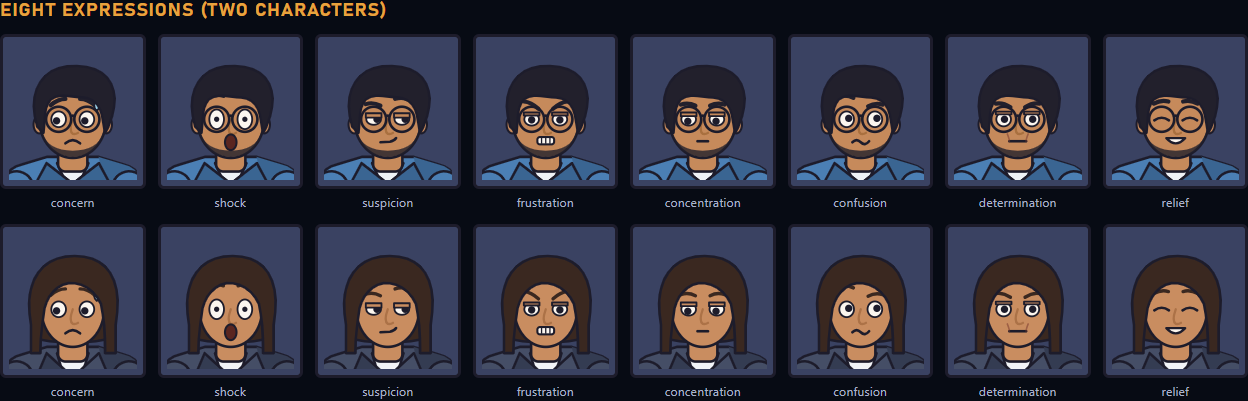 EIGHT EXPRESSIONS (TWO CHARACTERS)
concern shock suspicion frustration concentration confusion determination relief
concern shock suspicion frustration concentration confusion determination relief